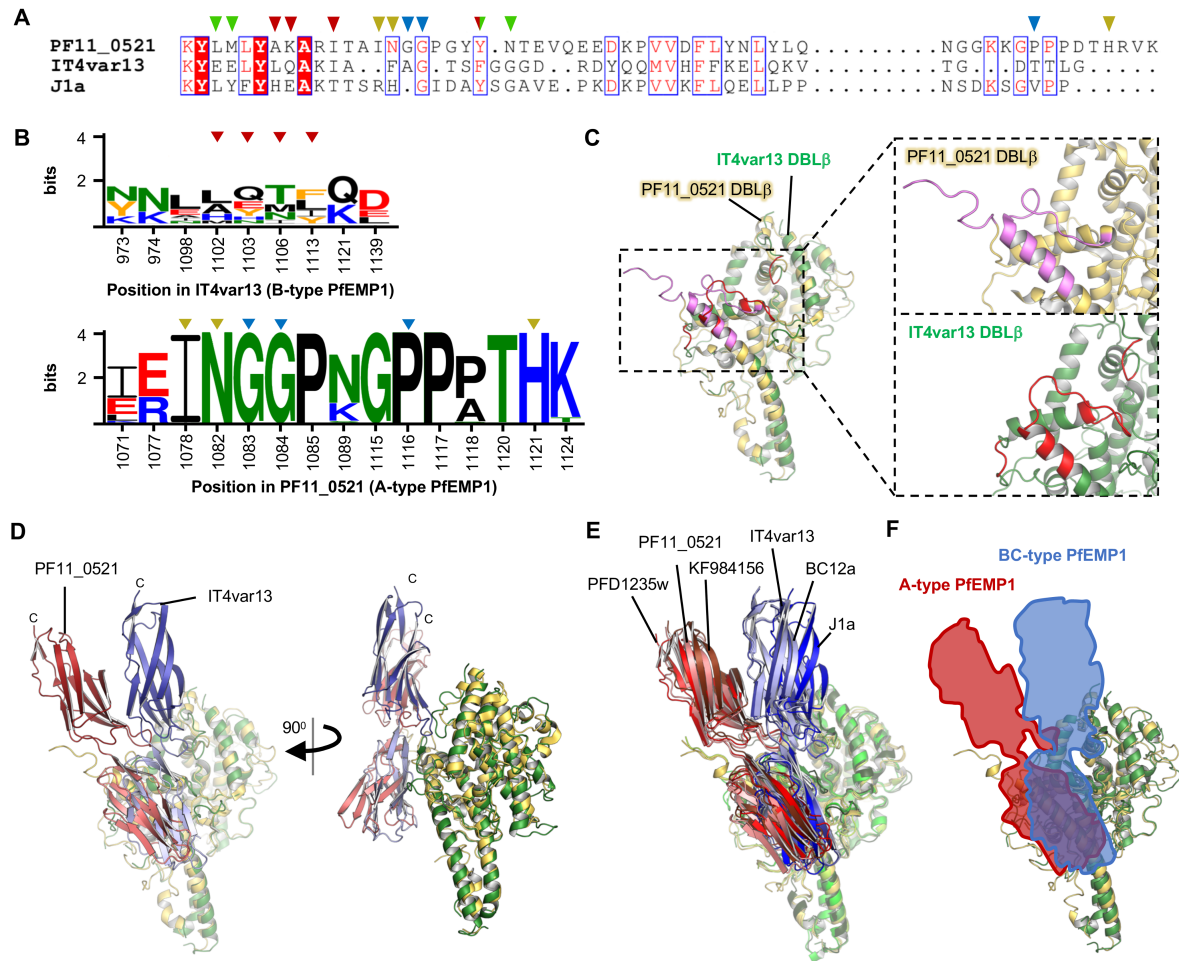 A
PF11_0521 KYLMLYAKARITAINGGPGYY.NTEVQEEDKPVVDFLYNLYLQ.........NGGKKGPPPDTHRVK
IT4var13 KYEELYLQAKIA..FAG.TSFGGGD..RDYQQMVHFFKELQKV.........TG...DTTLG.....
J1a KYLYFYHEAKTTSRH.GIDAYSGAVE.PKDKPVVKFLQELLPP.........NSDKSGVPP......
B
bits
4
2
NNLLQTFQD
973 974 1098 1102 1103 1106 1113 1121 1139
Position in IT4var13 (B-type PfEMP1)
bits
4
2
IEINGGPNGPPPTHK
1071 1077 1078 1082 1083 1084 1085 1089 1115 1116 1117 1118 1120 1121 1124
Position in PF11_0521 (A-type PfEMP1)
C
IT4var13 DBLβ
PF11_0521 DBLβ
PF11_0521 DBLβ
IT4var13 DBLβ
D
PF11_0521
C
C
IT4var13
90⁰
C
C
E
PF11_0521
IT4var13
PFD1235w
KF984156
BC12a
J1a
F
BC-type PfEMP1
A-type PfEMP1